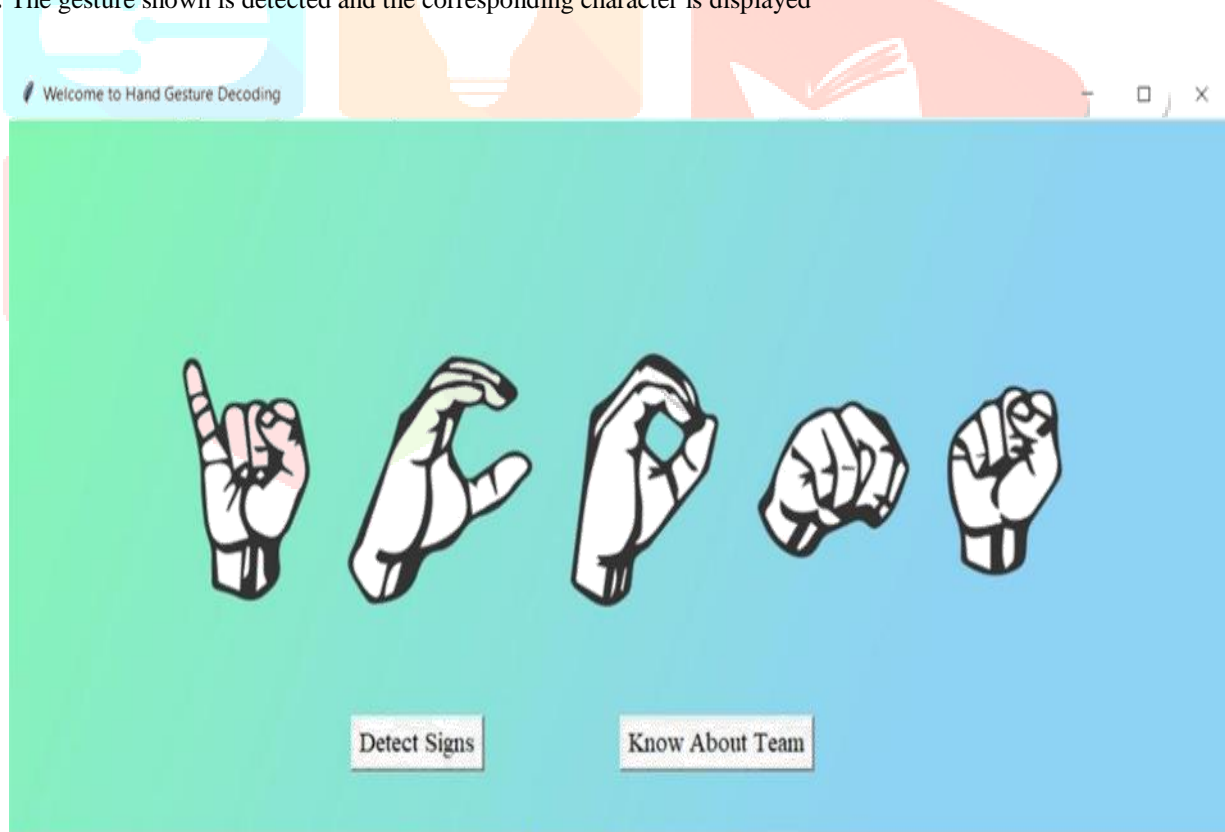 . The gesture shown is detected and the corresponding character is displayed
Welcome to Hand Gesture Decoding
Detect Signs
Know About Team